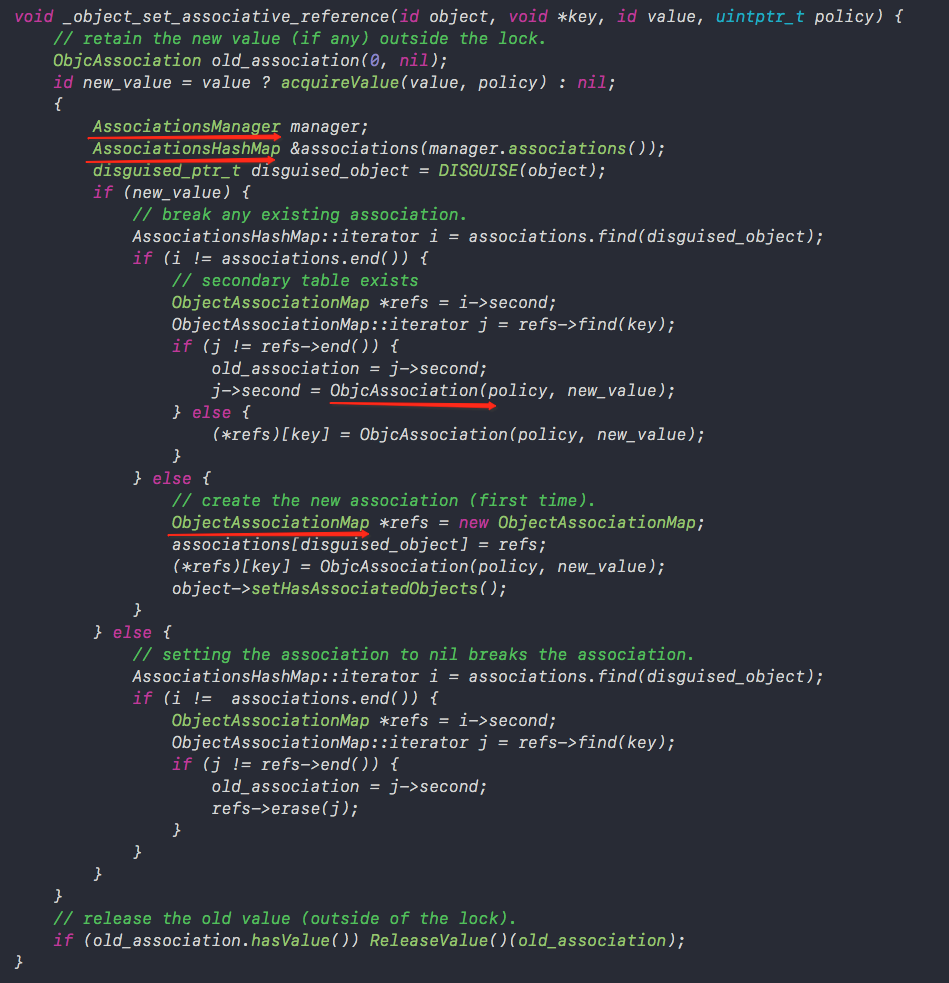 void _object_set_associative_reference(id object, void *key, id value, uintptr_t policy) {
    // retain the new value (if any) outside the lock.
    ObjcAssociation old_association(0, nil);
    id new_value = value ? acquireValue(value, policy) : nil;
    {
        AssociationsManager manager;
        AssociationsHashMap &associations(manager.associations());
        disguised_ptr_t disguised_object = DISGUISE(object);
        if (new_value) {
            // break any existing association.
            AssociationsHashMap::iterator i = associations.find(disguised_object);
            if (i != associations.end()) {
                // secondary table exists
                ObjectAssociationMap *refs = i->second;
                ObjectAssociationMap::iterator j = refs->find(key);
                if (j != refs->end()) {
                    old_association = j->second;
                    j->second = ObjcAssociation(policy, new_value);
                } else {
                    (*refs)[key] = ObjcAssociation(policy, new_value);
                }
            } else {
                // create the new association (first time).
                ObjectAssociationMap *refs = new ObjectAssociationMap;
                associations[disguised_object] = refs;
                (*refs)[key] = ObjcAssociation(policy, new_value);
                object->setHasAssociatedObjects();
            }
        } else {
            // setting the association to nil breaks the association.
            AssociationsHashMap::iterator i = associations.find(disguised_object);
            if (i !=  associations.end()) {
                ObjectAssociationMap *refs = i->second;
                ObjectAssociationMap::iterator j = refs->find(key);
                if (j != refs->end()) {
                    old_association = j->second;
                    refs->erase(j);
                }
            }
        }
    }
    // release the old value (outside of the lock).
    if (old_association.hasValue()) ReleaseValue()(old_association);
}